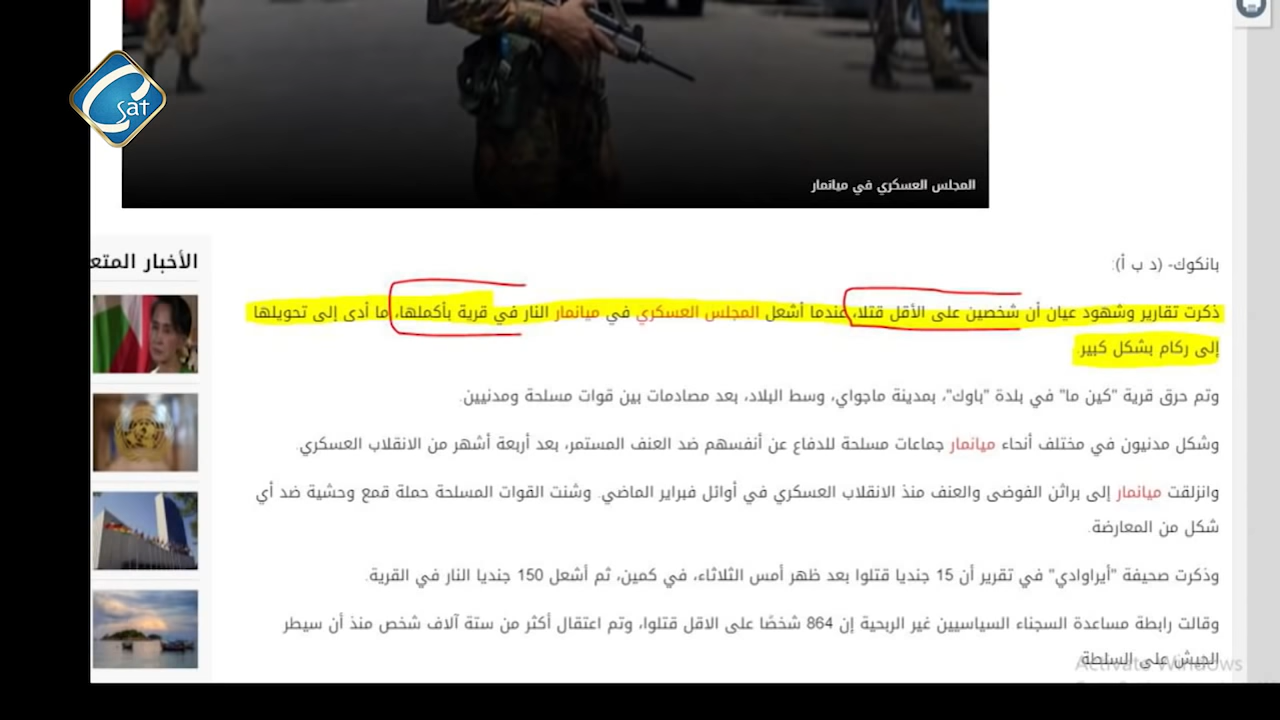 C sat
المجلس العسكري في ميانمار
الأخبار المتع
بانكوك- (د ب أ):
ذكرت تقارير وشهود عيان أن شخصين على الأقل قتلا، عندما أشعل المجلس العسكري في ميانمار النار في قرية بأكملها، ما أدى إلى تحويلها
إلى ركام بشكل كبير.
وتم حرق قرية "كين ما" في بلدة "باوك"، بمدينة ماجواي، وسط البلاد، بعد مصادمات بين قوات مسلحة ومدنيين.
وشكل مدنيون في مختلف أنحاء ميانمار جماعات مسلحة للدفاع عن أنفسهم ضد العنف المستمر، بعد أربعة أشهر من الانقلاب العسكري.
وانزلقت ميانمار إلى براثن الفوضى والعنف منذ الانقلاب العسكري في أوائل فبراير الماضي. وشنت القوات المسلحة حملة قمع وحشية ضد أي
شكل من المعارضة.
وذكرت صحيفة "أيراوادي" في تقرير أن 15 جنديا قتلوا بعد ظهر أمس الثلاثاء، في كمين، ثم أشعل 150 جنديا النار في القرية.
وقالت رابطة مساعدة السجناء السياسيين غير الربحية إن 864 شخصًا على الاقل قتلوا، وتم اعتقال أكثر من ستة آلاف شخص منذ أن سيطر
الجيش على السلطة
Activate Windows